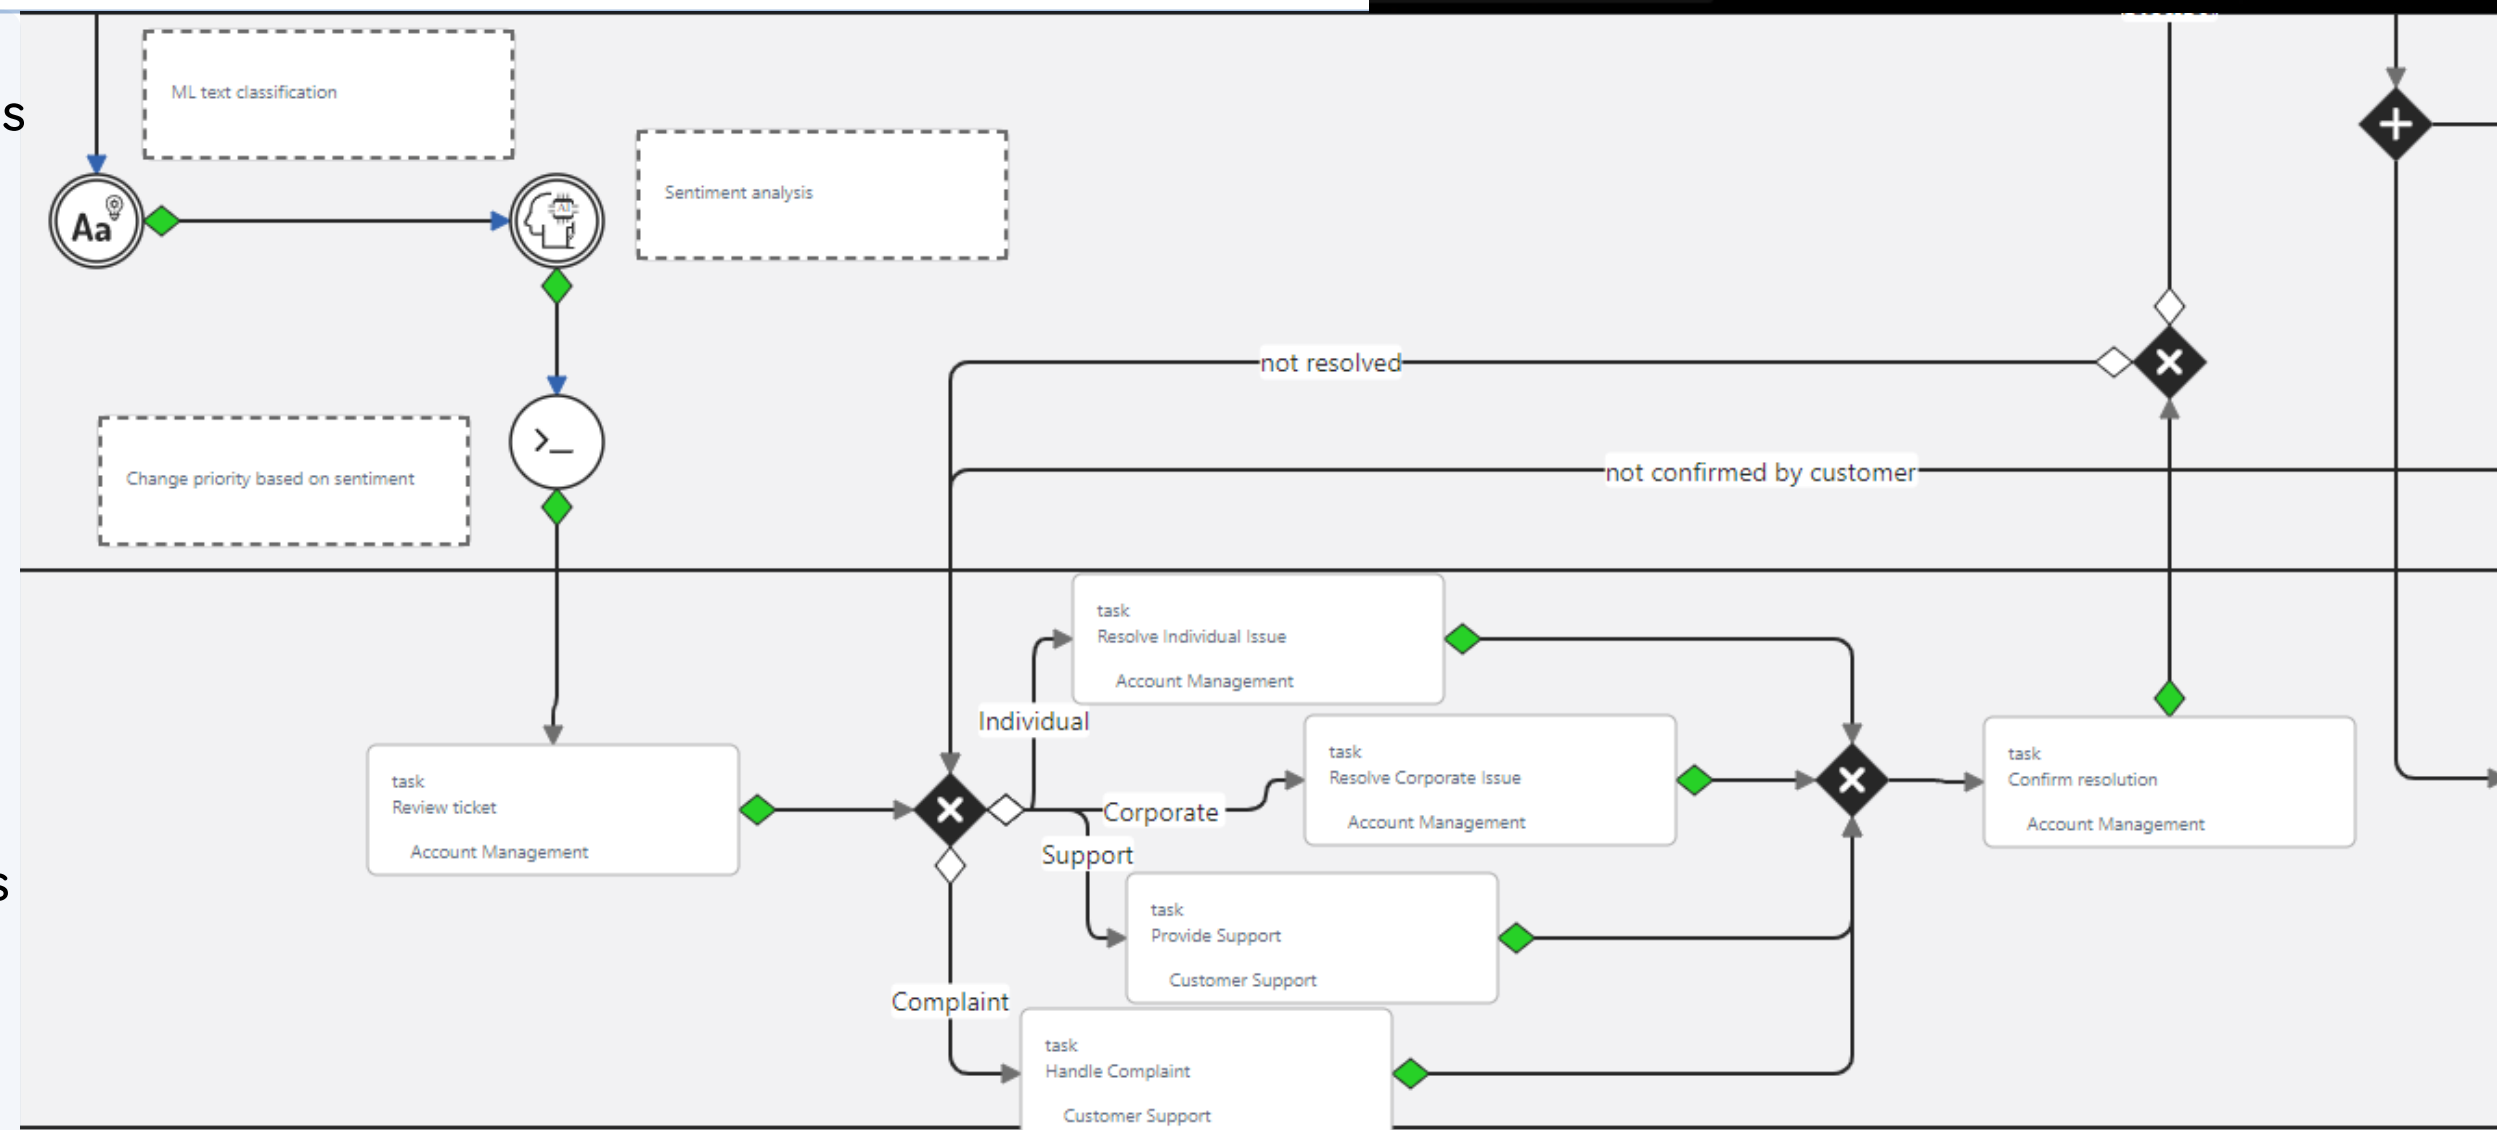 s
ML text classification
Sentiment analysis
Aa
AI
not resolved
not confirmed by customer
>_
Change priority based on sentiment
task
Resolve Individual Issue
Account Management
Individual
task
Resolve Corporate Issue
Account Management
task
Confirm resolution
Account Management
task
Review ticket
Account Management
Corporate
Support
s
task
Provide Support
Customer Support
Complaint
task
Handle Complaint
Customer Support